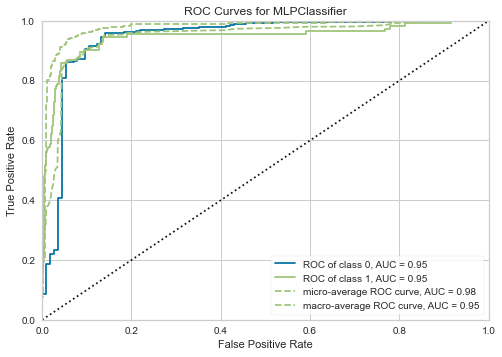 ROC Curves for MLPClassifier
True Positive Rate
1.0
0.8
0.6
0.4
0.2
0.0
ROC of class 0, AUC = 0.95
ROC of class 1, AUC = 0.95
micro-average ROC curve, AUC = 0.98
macro-average ROC curve, AUC = 0.95
0.0 0.2 0.4 0.6 0.8 1.0
False Positive Rate